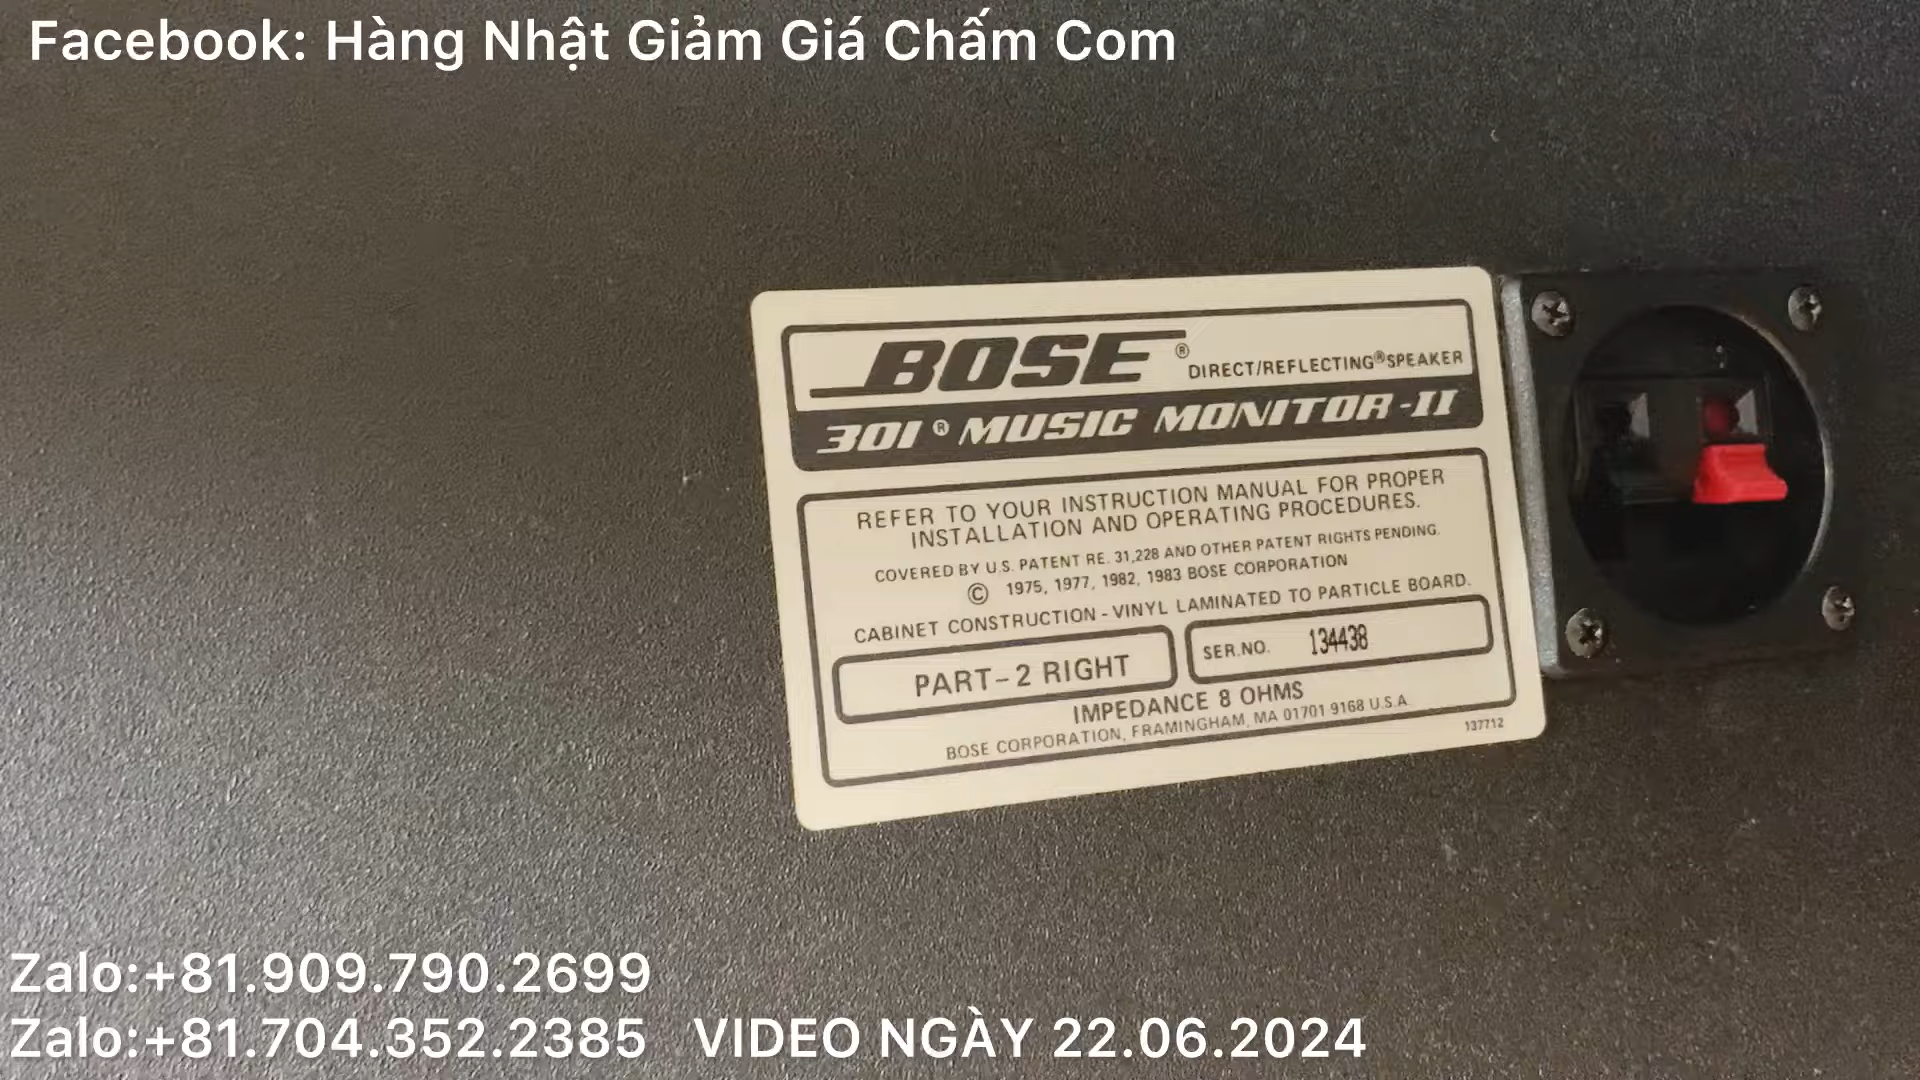 Facebook: Hàng Nhật Giảm Giá Chấm Com
BOSE® DIRECT/REFLECTING® SPEAKER
301® MUSIC MONITOR-II
REFER TO YOUR INSTRUCTION MANUAL FOR PROPER
INSTALLATION AND OPERATING PROCEDURES.
COVERED BY U.S. PATENT RE. 31,228 AND OTHER PATENT RIGHTS PENDING.
© 1975, 1977, 1982, 1983 BOSE CORPORATION
CABINET CONSTRUCTION - VINYL LAMINATED TO PARTICLE BOARD.
PART-2 RIGHT
SER.NO. 134438
IMPEDANCE 8 OHMS
BOSE CORPORATION, FRAMINGHAM, MA 01701 9168 U.S.A.
137712
Zalo:+81.909.790.2699
Zalo:+81.704.352.2385 VIDEO NGÀY 22.06.2024